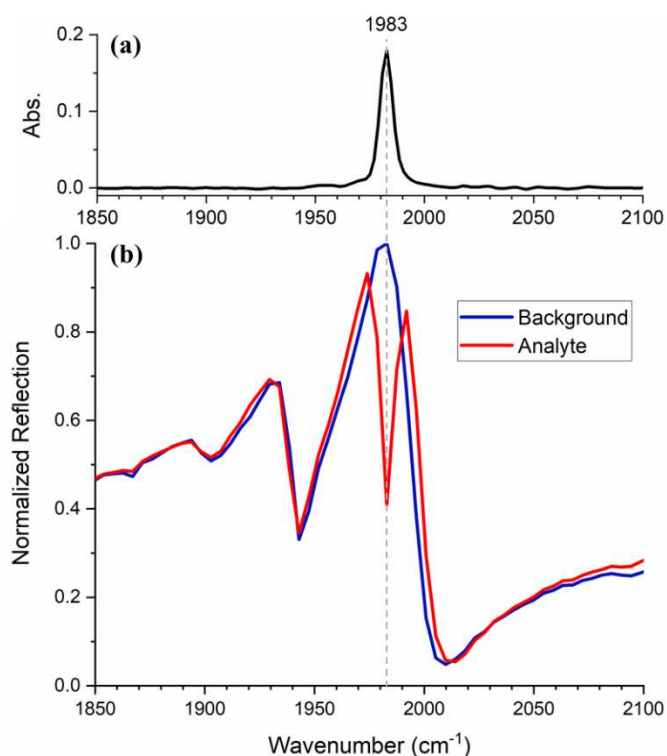 1983
(a)
0.2
0.1
0.0
Abs.
1850 1900 1950 2000 2050 2100
(b)
1.0
0.8
0.6
0.4
0.2
0.0
Normalized Reflection
Background
Analyte
1850 1900 1950 2000 2050 2100
Wavenumber (cm⁻¹)